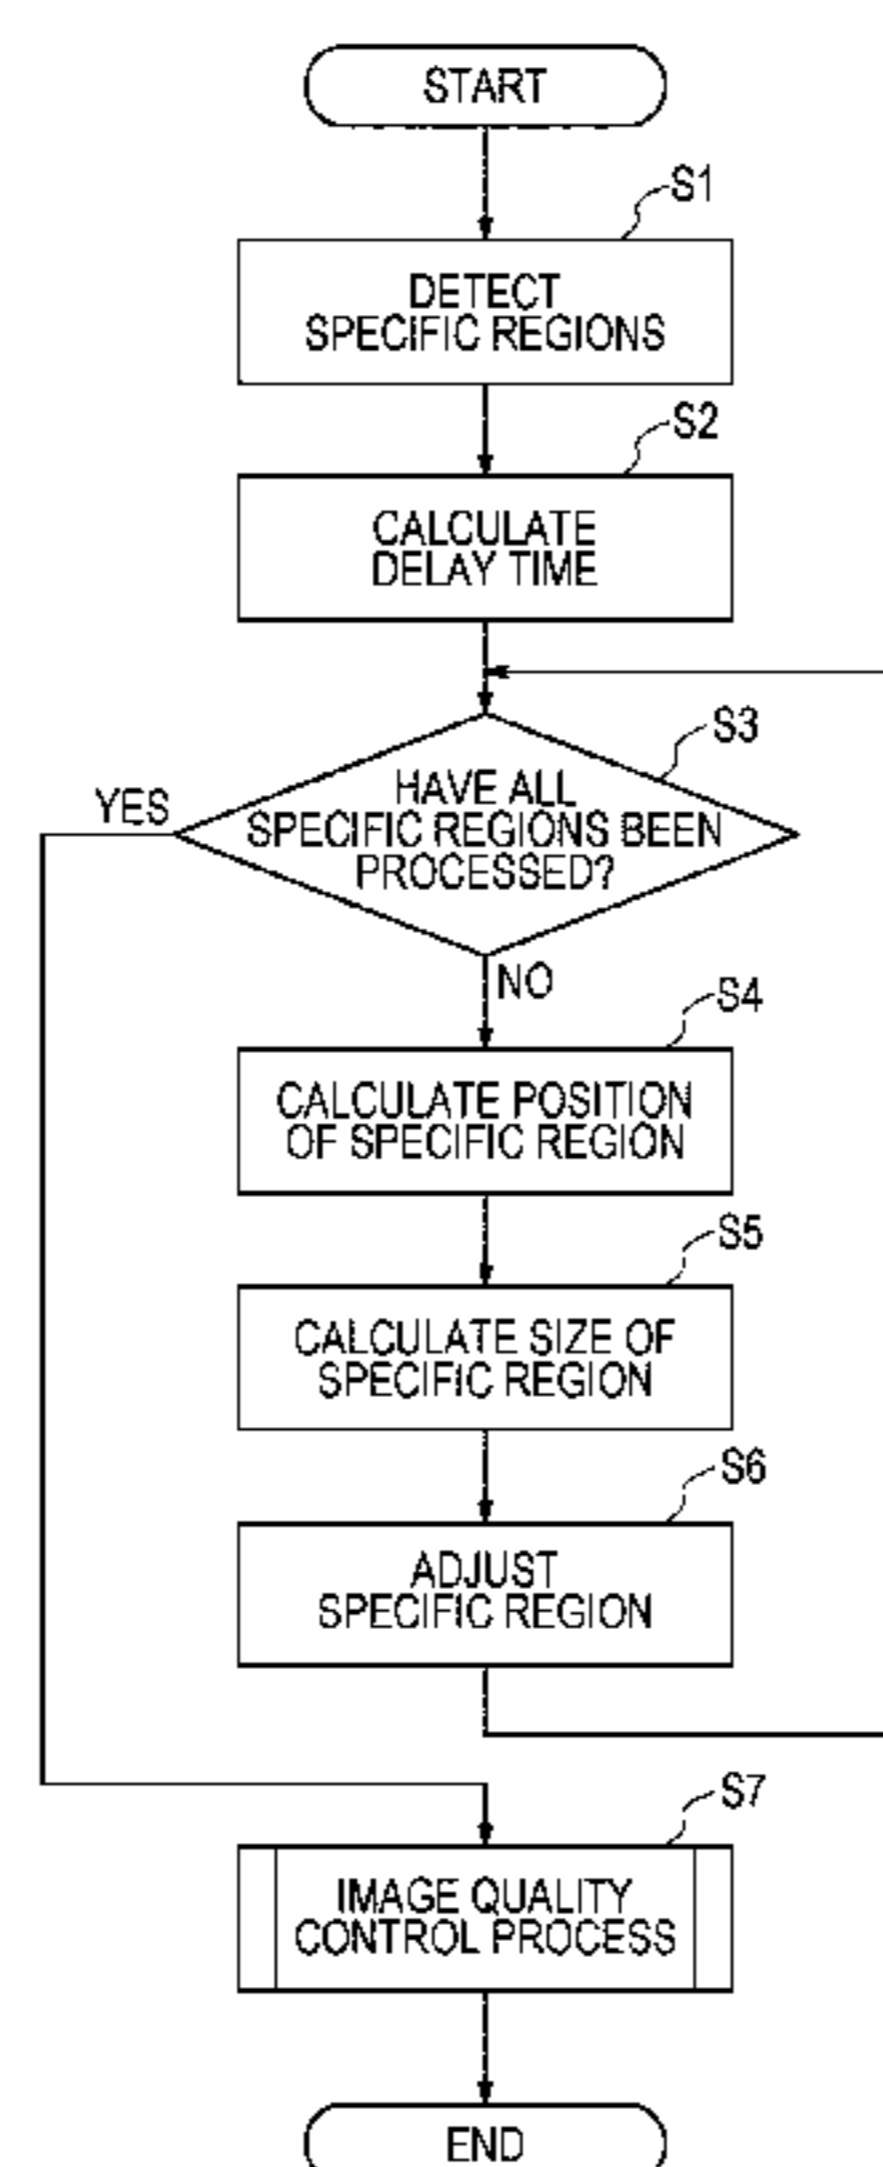 START
S1
DETECT
SPECIFIC REGIONS
S2
CALCULATE
DELAY TIME
S3
HAVE ALL
SPECIFIC REGIONS BEEN
PROCESSED?
YES
NO
S4
CALCULATE POSITION
OF SPECIFIC REGION
S5
CALCULATE SIZE OF
SPECIFIC REGION
S6
ADJUST
SPECIFIC REGION
S7
IMAGE QUALITY
CONTROL PROCESS
END